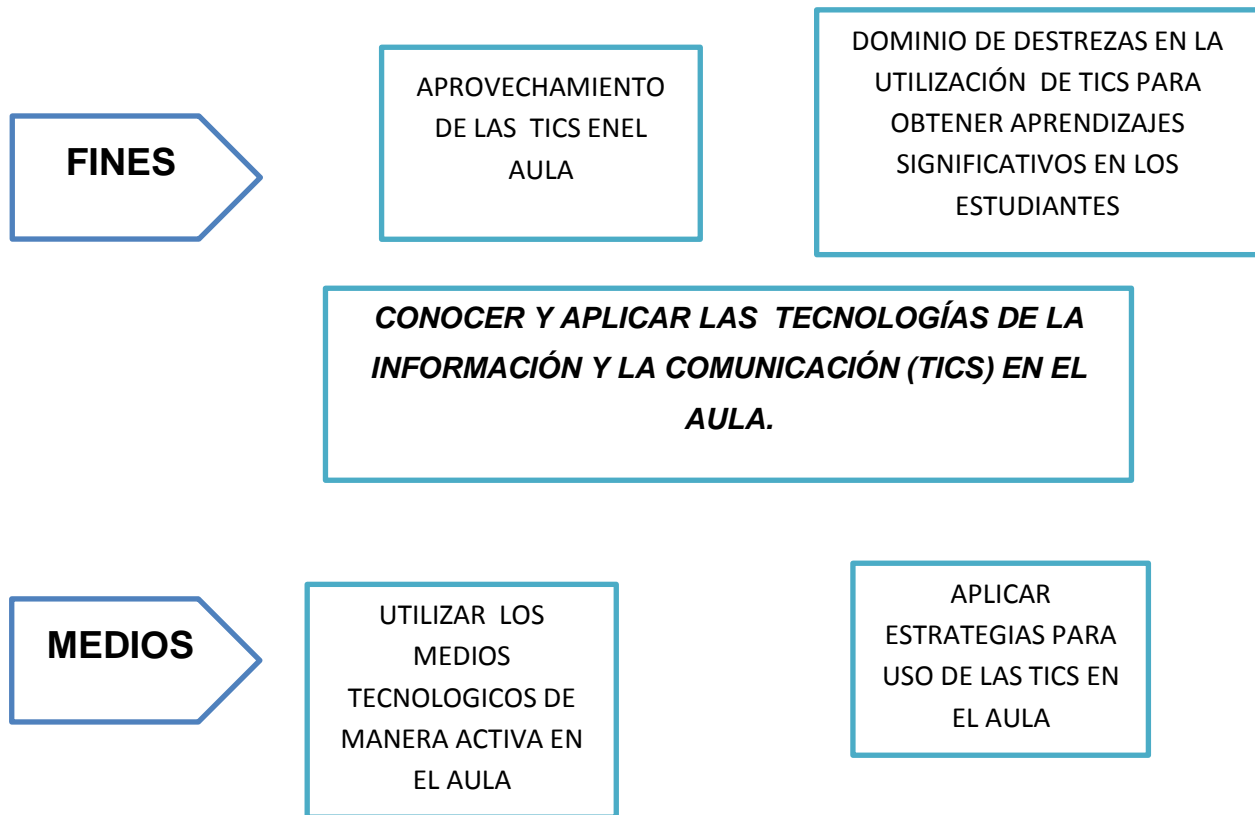 FINES
APROVECHAMIENTO
DE LAS TICS ENEL
AULA
DOMINIO DE DESTREZAS EN LA
UTILIZACIÓN DE TICS PARA
OBTENER APRENDIZAJES
SIGNIFICATIVOS EN LOS
ESTUDIANTES
CONOCER Y APLICAR LAS TECNOLOGÍAS DE LA
INFORMACIÓN Y LA COMUNICACIÓN (TICS) EN EL
AULA.
MEDIOS
UTILIZAR LOS
MEDIOS
TECNOLOGICOS DE
MANERA ACTIVA EN
EL AULA
APLICAR
ESTRATEGIAS PARA
USO DE LAS TICS EN
EL AULA